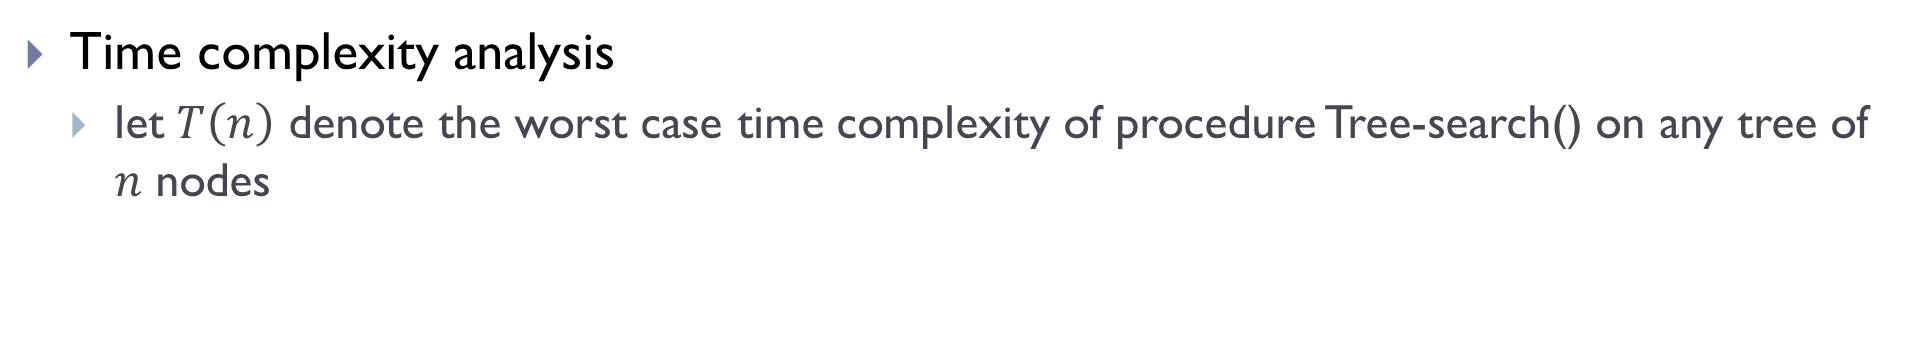 Time complexity analysis
let T(n) denote the worst case time complexity of procedure Tree-search() on any tree of
n nodes